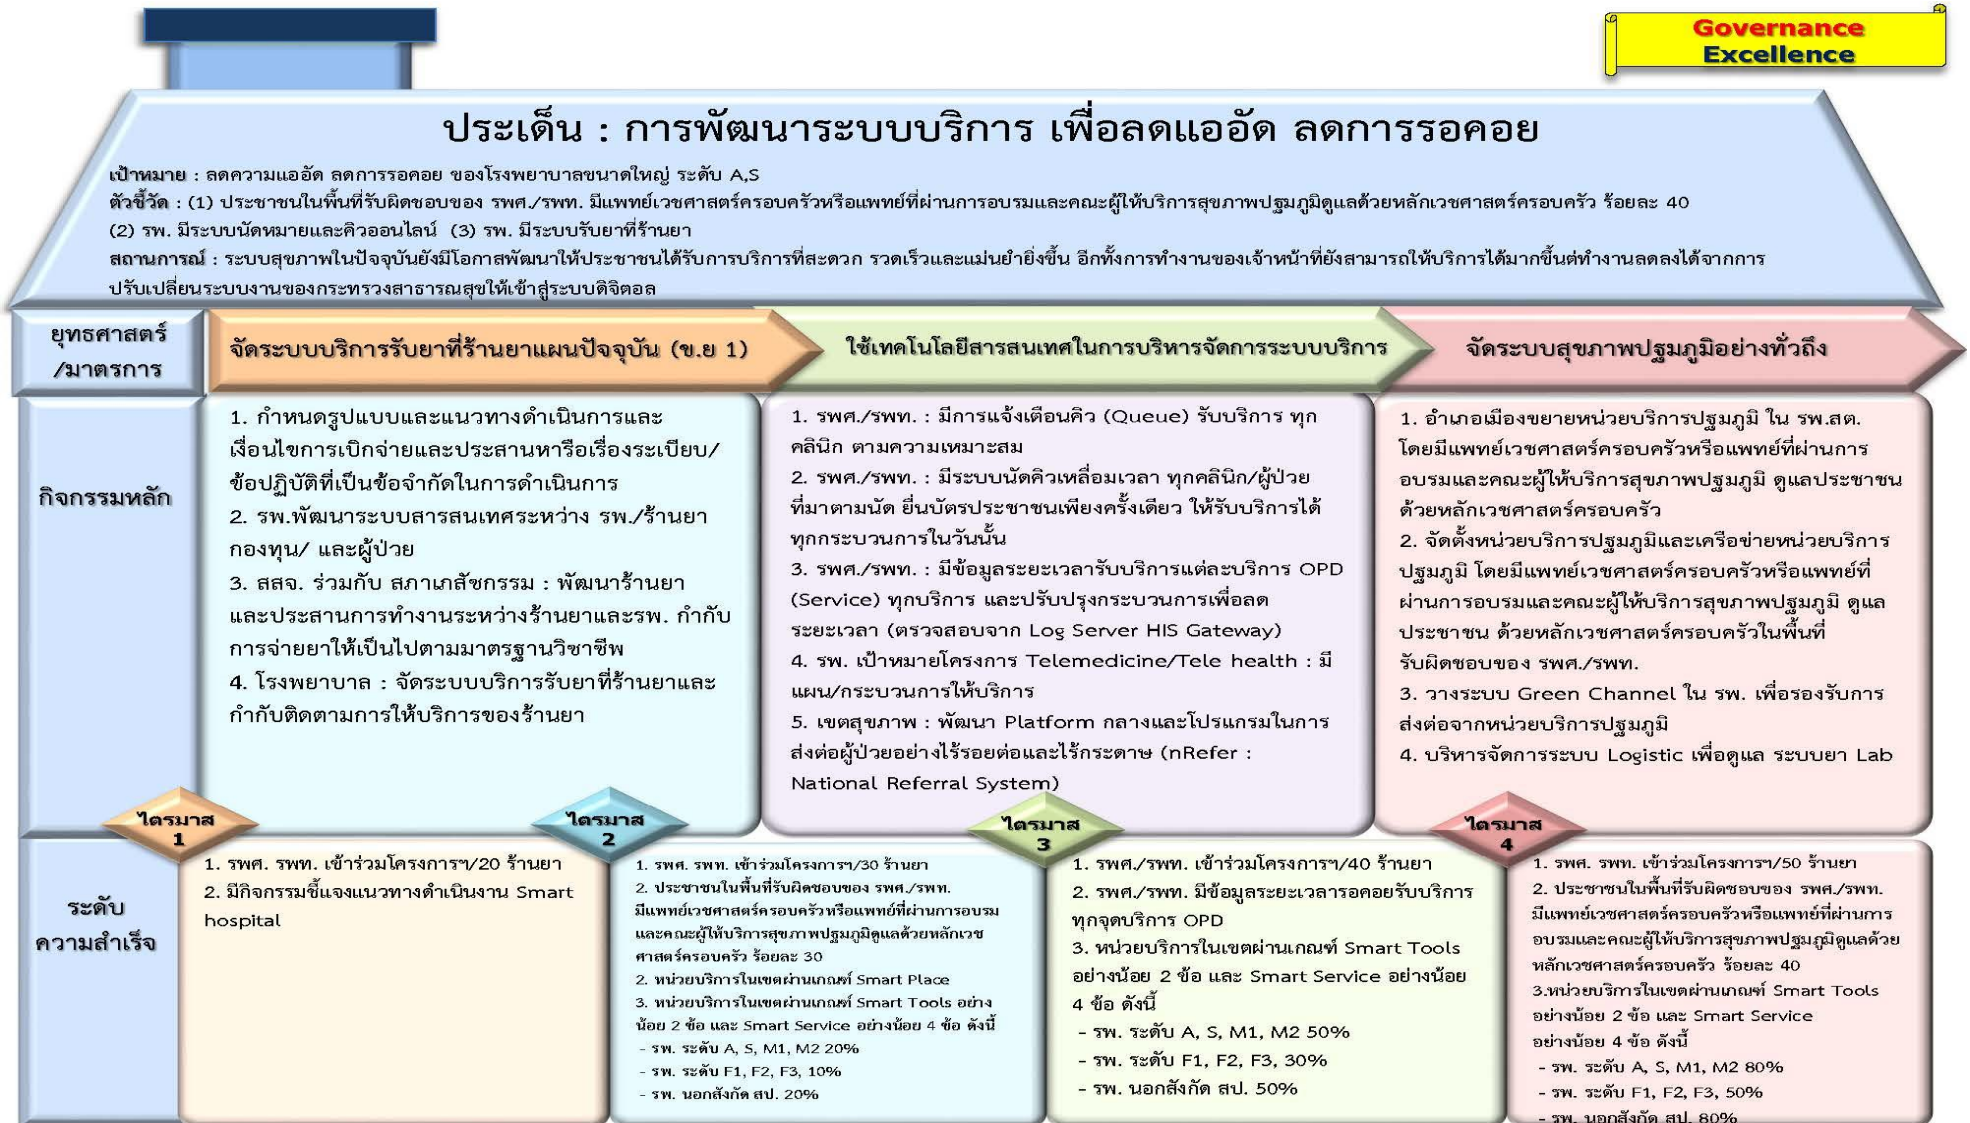 Governance
Excellence
ประเด็น : การพัฒนาระบบบริการ เพื่อลดแออัด ลดการรอคอย
เป้าหมาย : ลดความแออัด ลดการรอคอย ของโรงพยาบาลขนาดใหญ่ ระดับ A,S
ตัวชี้วัด : (1) ประชาชนในพื้นที่รับผิดชอบของ รพศ./รพท. มีแพทย์เวชศาสตร์ครอบครัวหรือแพทย์ที่ผ่านการอบรมและคณะผู้ให้บริการสุขภาพปฐมภูมิดูแลด้วยหลักเวชศาสตร์ครอบครัว ร้อยละ 40
(2) รพ. มีระบบนัดหมายและคิวออนไลน์ (3) รพ. มีระบบรับยาที่ร้านยา
สถานการณ์ : ระบบสุขภาพในปัจจุบันยังมีโอกาสพัฒนาให้ประชาชนได้รับการบริการที่สะดวก รวดเร็วและแม่นยำยิ่งขึ้น อีกทั้งการทำงานของเจ้าหน้าที่ยังสามารถให้บริการได้มากขึ้นต่ทำงานลดลงได้จากการ
ปรับเปลี่ยนระบบงานของกระทรวงสาธารณสุขให้เข้าสู่ระบบดิจิตอล
ยุทธศาสตร์
/มาตรการ
จัดระบบบริการรับยาที่ร้านยาแผนปัจจุบัน (ข.ย 1)
ใช้เทคโนโลยีสารสนเทศในการบริหารจัดการระบบบริการ
จัดระบบสุขภาพปฐมภูมิอย่างทั่วถึง
กิจกรรมหลัก
1. กำหนดรูปแบบและแนวทางดำเนินการและ
เงื่อนไขการเบิกจ่ายและประสานหารือเรื่องระเบียบ/
ข้อปฏิบัติที่เป็นข้อจำกัดในการดำเนินการ
2. รพ.พัฒนาระบบสารสนเทศระหว่าง รพ./ร้านยา
กองทุน/ และผู้ป่วย
3. สสจ. ร่วมกับ สภาเภสัชกรรม : พัฒนาร้านยา
และประสานการทำงานระหว่างร้านยาและรพ. กำกับ
การจ่ายยาให้เป็นไปตามมาตรฐานวิชาชีพ
4. โรงพยาบาล : จัดระบบบริการรับยาที่ร้านยาและ
กำกับติดตามการให้บริการของร้านยา
1. รพศ./รพท. : มีการแจ้งเตือนคิว (Queue) รับบริการ ทุก
คลินิก ตามความเหมาะสม
2. รพศ./รพท. : มีระบบนัดคิวเหลื่อมเวลา ทุกคลินิก/ผู้ป่วย
ที่มาตามนัด ยื่นบัตรประชาชนเพียงครั้งเดียว ให้รับบริการได้
ทุกกระบวนการในวันนั้น
3. รพศ./รพท. : มีข้อมูลระยะเวลารับบริการแต่ละบริการ OPD
(Service) ทุกบริการ และปรับปรุงกระบวนการเพื่อลด
ระยะเวลา (ตรวจสอบจาก Log Server HIS Gateway)
4. รพ. เป้าหมายโครงการ Telemedicine/Tele health : มี
แผน/กระบวนการให้บริการ
5. เขตสุขภาพ : พัฒนา Platform กลางและโปรแกรมในการ
ส่งต่อผู้ป่วยอย่างไร้รอยต่อและไร้กระดาษ (nRefer :
National Referral System)
1. อำเภอเมืองขยายหน่วยบริการปฐมภูมิ ใน รพ.สต.
โดยมีแพทย์เวชศาสตร์ครอบครัวหรือแพทย์ที่ผ่านการ
อบรมและคณะผู้ให้บริการสุขภาพปฐมภูมิ ดูแลประชาชน
ด้วยหลักเวชศาสตร์ครอบครัว
2. จัดตั้งหน่วยบริการปฐมภูมิและเครือข่ายหน่วยบริการ
ปฐมภูมิ โดยมีแพทย์เวชศาสตร์ครอบครัวหรือแพทย์ที่
ผ่านการอบรมและคณะผู้ให้บริการสุขภาพปฐมภูมิ ดูแล
ประชาชน ด้วยหลักเวชศาสตร์ครอบครัวในพื้นที่
รับผิดชอบของ รพศ./รพท.
3. วางระบบ Green Channel ใน รพ. เพื่อรองรับการ
ส่งต่อจากหน่วยบริการปฐมภูมิ
4. บริหารจัดการระบบ Logistic เพื่อดูแล ระบบยา Lab
ระดับ
ความสำเร็จ
ไตรมาส
1
1. รพศ. รพท. เข้าร่วมโครงการฯ/20 ร้านยา
2. มีกิจกรรมชี้แจงแนวทางดำเนินงาน Smart
hospital
ไตรมาส
2
1. รพศ. รพท. เข้าร่วมโครงการฯ/30 ร้านยา
2. ประชาชนในพื้นที่รับผิดชอบของ รพศ./รพท.
มีแพทย์เวชศาสตร์ครอบครัวหรือแพทย์ที่ผ่านการอบรม
และคณะผู้ให้บริการสุขภาพปฐมภูมิดูแลด้วยหลักเวช
ศาสตร์ครอบครัว ร้อยละ 30
2. หน่วยบริการในเขตผ่านเกณฑ์ Smart Place
3. หน่วยบริการในเขตผ่านเกณฑ์ Smart Tools อย่าง
น้อย 2 ข้อ และ Smart Service อย่างน้อย 4 ข้อ ดังนี้
- รพ. ระดับ A, S, M1, M2 20%
- รพ. ระดับ F1, F2, F3, 10%
- รพ. นอกสังกัด สป. 20%
ไตรมาส
3
1. รพศ./รพท. เข้าร่วมโครงการฯ/40 ร้านยา
2. รพศ./รพท. มีข้อมูลระยะเวลารอคอยรับบริการ
ทุกจุดบริการ OPD
3. หน่วยบริการในเขตผ่านเกณฑ์ Smart Tools
อย่างน้อย 2 ข้อ และ Smart Service อย่างน้อย
4 ข้อ ดังนี้
- รพ. ระดับ A, S, M1, M2 50%
- รพ. ระดับ F1, F2, F3, 30%
- รพ. นอกสังกัด สป. 50%
ไตรมาส
4
1. รพศ. รพท. เข้าร่วมโครงการฯ/50 ร้านยา
2. ประชาชนในพื้นที่รับผิดชอบของ รพศ./รพท.
มีแพทย์เวชศาสตร์ครอบครัวหรือแพทย์ที่ผ่านการ
อบรมและคณะผู้ให้บริการสุขภาพปฐมภูมิดูแลด้วย
หลักเวชศาสตร์ครอบครัว ร้อยละ 40
3.หน่วยบริการในเขตผ่านเกณฑ์ Smart Tools
อย่างน้อย 2 ข้อ และ Smart Service
อย่างน้อย 4 ข้อ ดังนี้
- รพ. ระดับ A, S, M1, M2 80%
- รพ. ระดับ F1, F2, F3, 50%
- รพ. นอกสังกัด สป. 80%